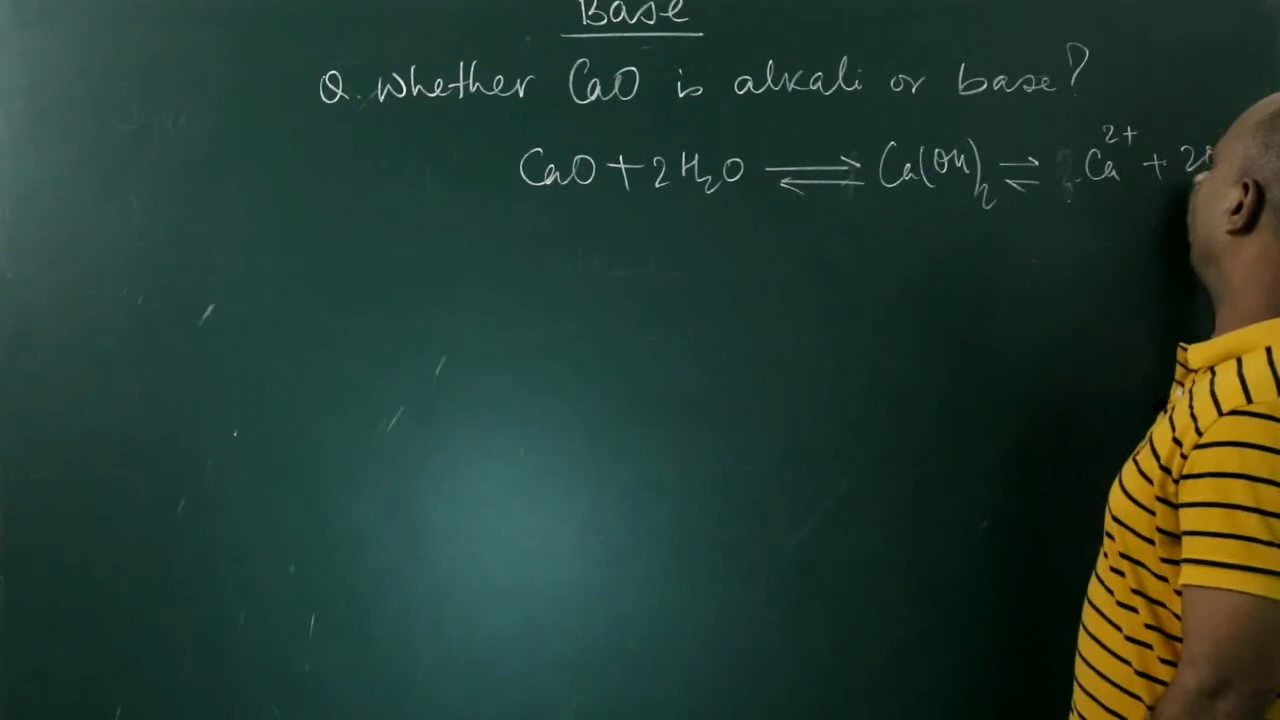 Base
Q. Whether CaO is alkali or base?
CaO + 2H₂O ⇌ Ca(OH)₂ ⇌ Ca²⁺ + 2